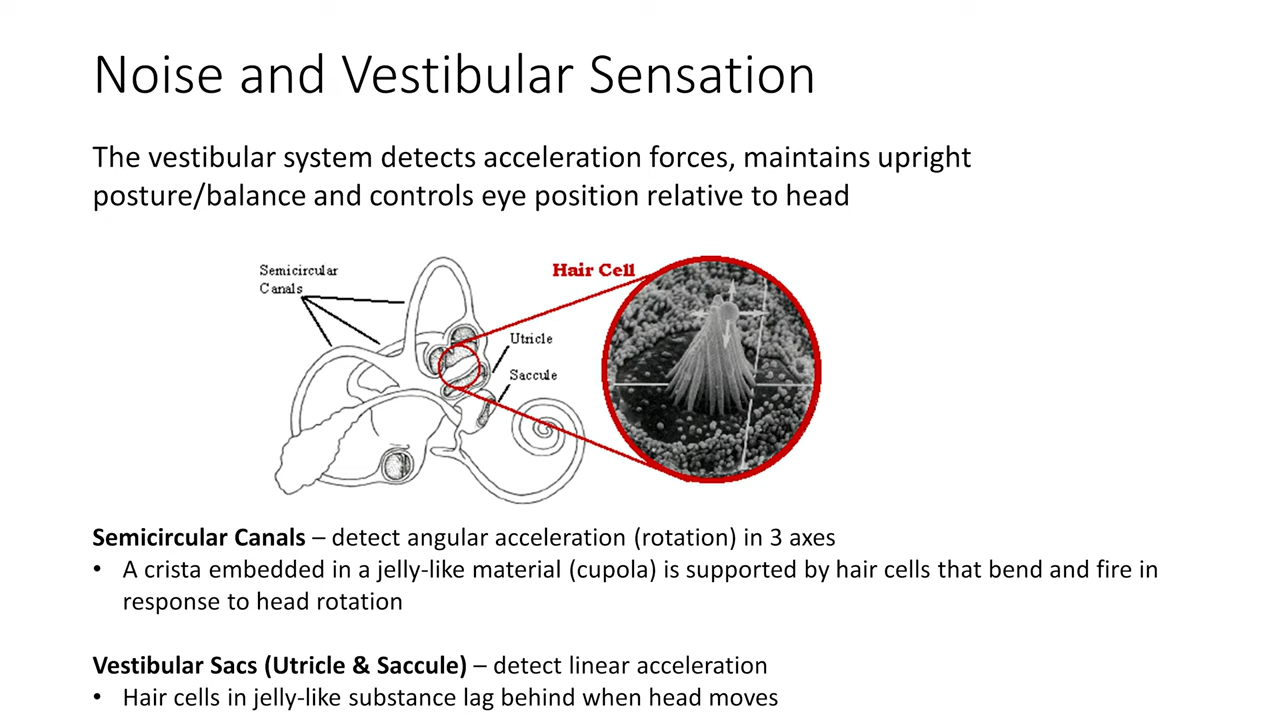 Noise and Vestibular Sensation
The vestibular system detects acceleration forces, maintains upright
posture/balance and controls eye position relative to head
Semicircular
Canals
Hair Cell
Utricle
Saccule
Semicircular Canals – detect angular acceleration (rotation) in 3 axes
• A crista embedded in a jelly-like material (cupola) is supported by hair cells that bend and fire in
response to head rotation
Vestibular Sacs (Utricle & Saccule) – detect linear acceleration
• Hair cells in jelly-like substance lag behind when head moves